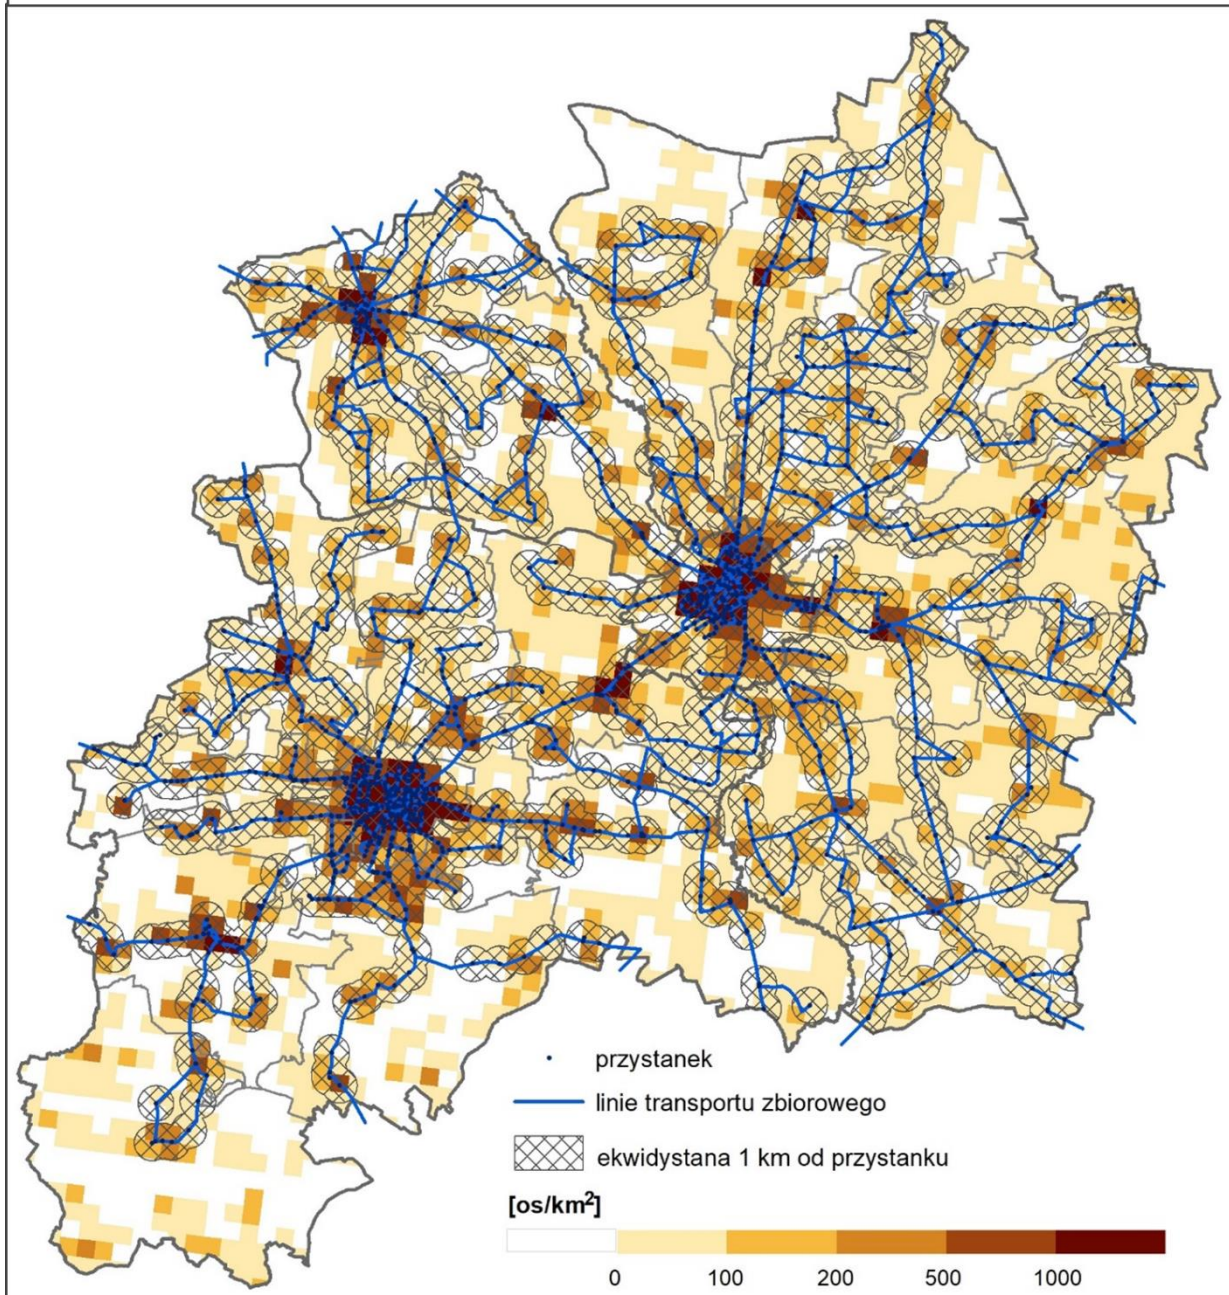 przystanek
linie transportu zbiorowego
ekwidystana 1 km od przystanku
[os/km²]
0 100 200 500 1000